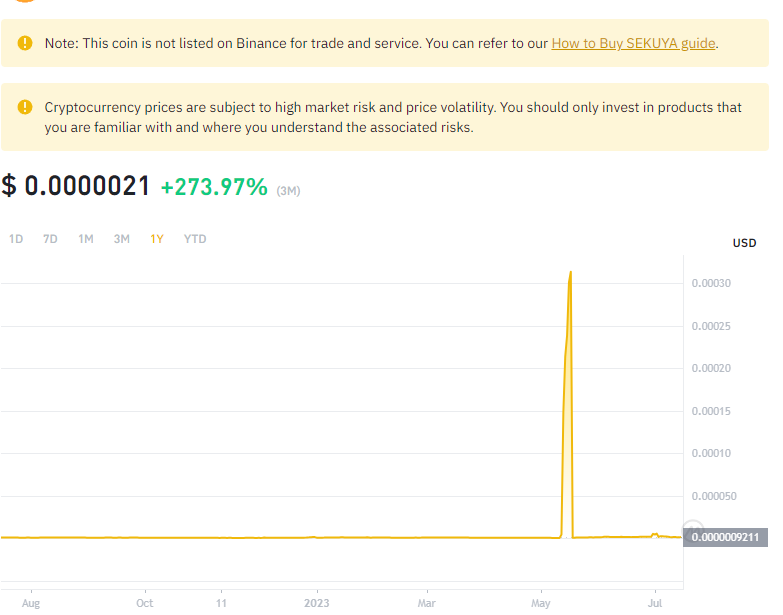 Note: This coin is not listed on Binance for trade and service. You can refer to our How to Buy SEKUYA guide.
Cryptocurrency prices are subject to high market risk and price volatility. You should only invest in products that
you are familiar with and where you understand the associated risks.
$ 0.0000021 +273.97% (3M)
1D 7D 1M 3M 1Y YTD
USD
0.00030
0.00025
0.00020
0.00015
0.00010
0.000050
0.0000009211
Aug Oct 11 2023 Mar May Jul